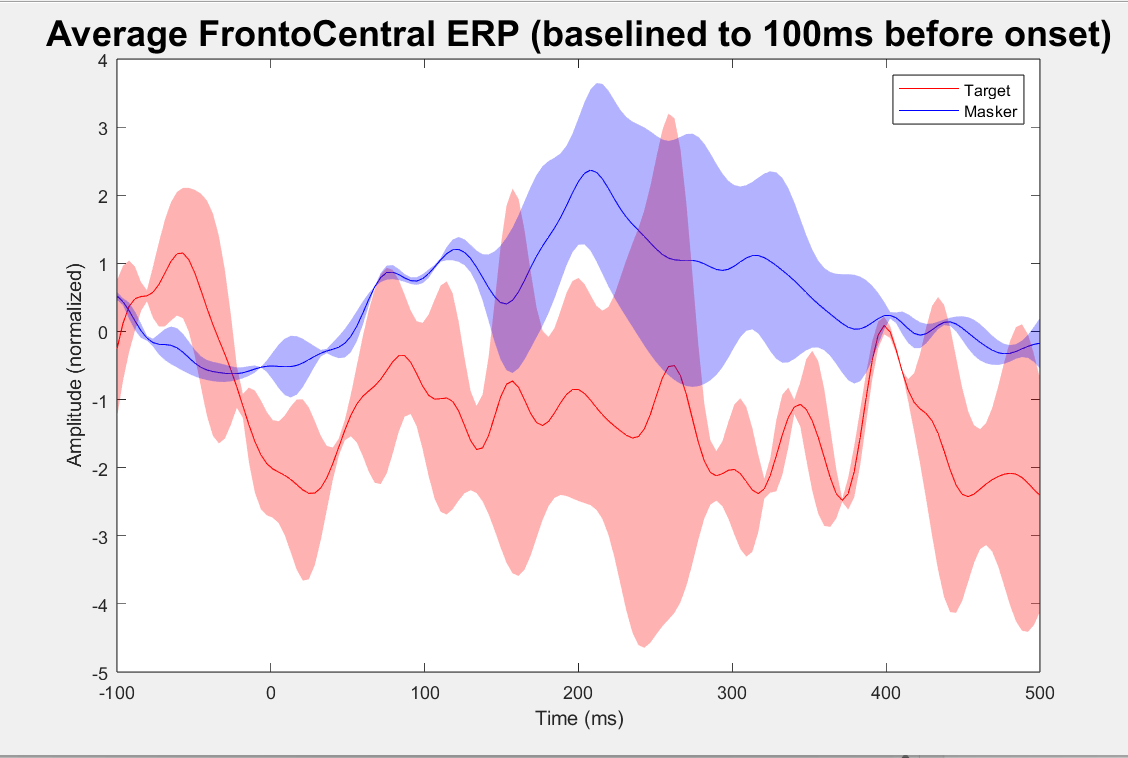 Average FrontoCentral ERP (baselined to 100ms before onset)
4
3
2
1
0
-1
-2
-3
-4
-5
Amplitude (normalized)
Target
Masker
-100 0 100 200 300 400 500
Time (ms)